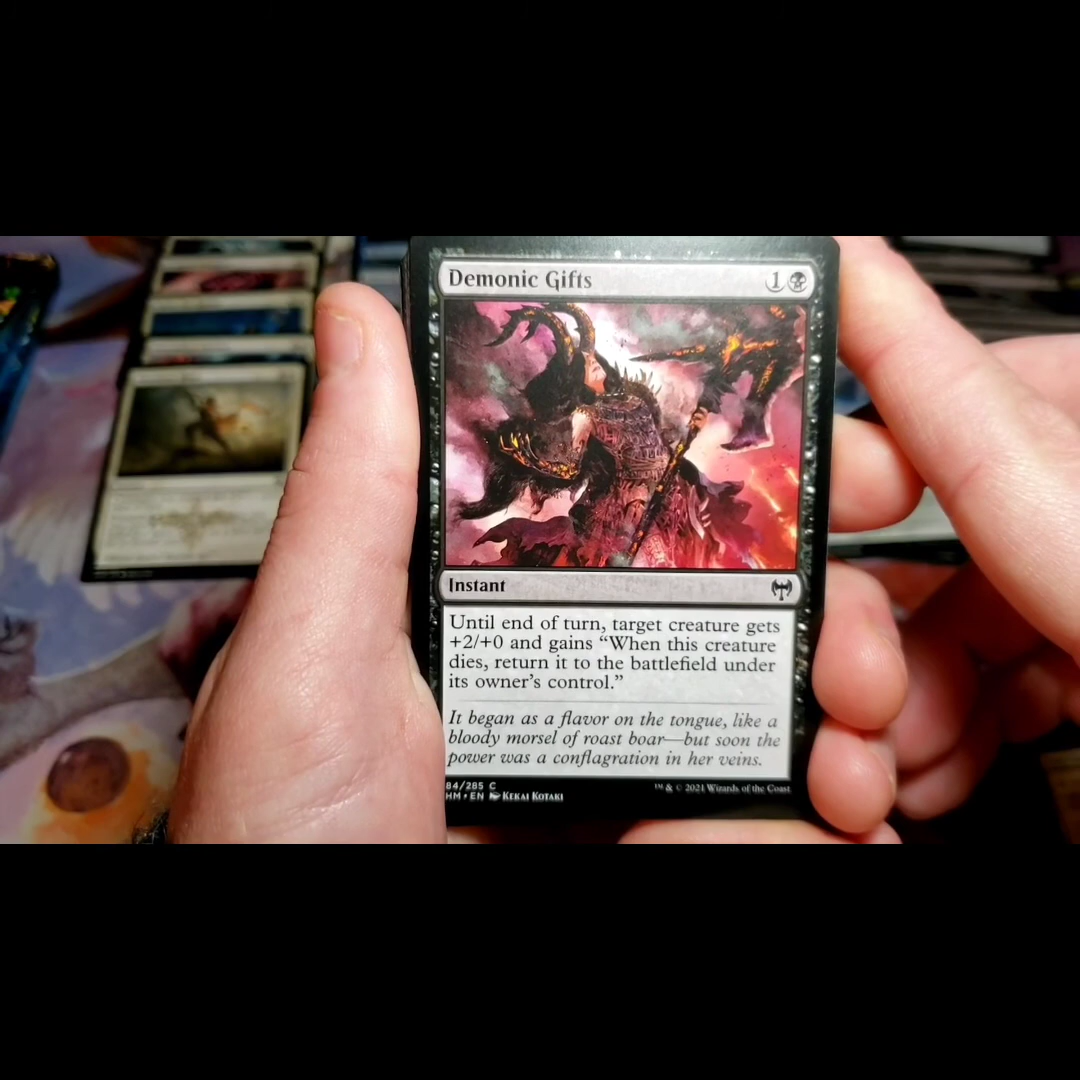 Demonic Gifts 1
Instant
Until end of turn, target creature gets
+2/+0 and gains “When this creature
dies, return it to the battlefield under
its owner’s control.”
It began as a flavor on the tongue, like a
bloody morsel of roast boar—but soon the
power was a conflagration in her veins.
84/285 C
HM • EN Kekai Kotaki
™ & © 2021 Wizards of the Coast